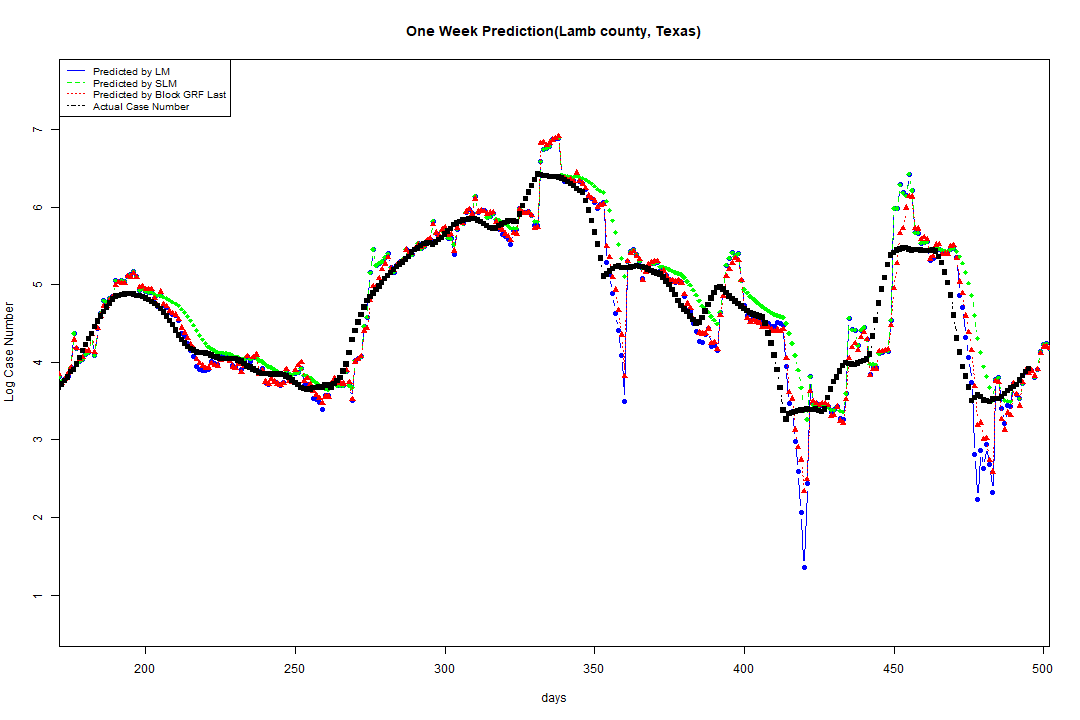 One Week Prediction(Lamb county, Texas)
Predicted by LM
Predicted by SLM
Predicted by Block GRF Last
Actual Case Number
Log Case Number
7
6
5
4
3
2
1
200 250 300 350 400 450 500
days